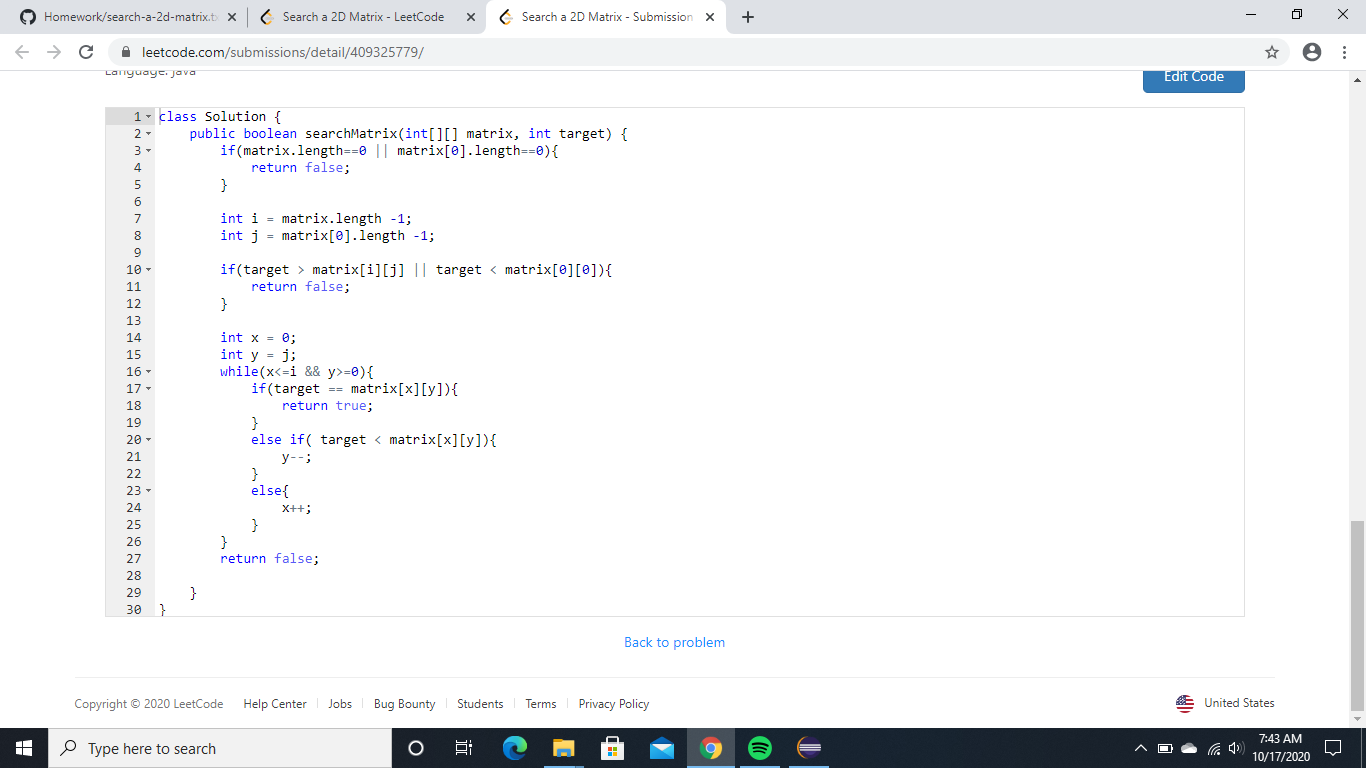 Homework/search-a-2d-matrix.t
Search a 2D Matrix - LeetCode
Search a 2D Matrix - Submission
leetcode.com/submissions/detail/409325779/
Language: java
Edit Code
1 class Solution {
2 public boolean searchMatrix(int[][] matrix, int target) {
3 if(matrix.length==0 || matrix[0].length==0){
4 return false;
5 }
6
7 int i = matrix.length -1;
8 int j = matrix[0].length -1;
9
10 if(target > matrix[i][j] || target < matrix[0][0]){
11 return false;
12 }
13
14 int x = 0;
15 int y = j;
16 while(x<=i && y>=0){
17 if(target == matrix[x][y]){
18 return true;
19 }
20 else if( target < matrix[x][y]){
21 y--;
22 }
23 else{
24 x++;
25 }
26 }
27 return false;
28
29 }
30 }
Back to problem
Copyright © 2020 LeetCode Help Center Jobs Bug Bounty Students Terms Privacy Policy United States
Type here to search
7:43 AM
10/17/2020